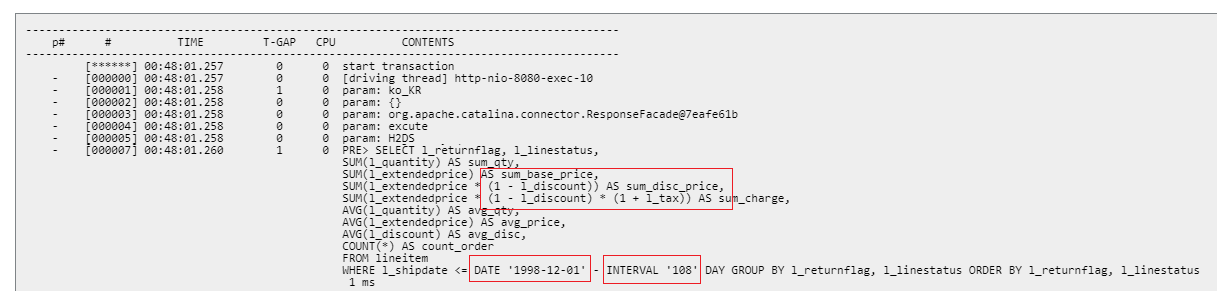 --------------------------------------------------------------------------------------
p# # TIME T-GAP CPU CONTENTS
--------------------------------------------------------------------------------------
[******] 00:48:01.257 0 0 start transaction
- [000000] 00:48:01.257 0 0 [driving thread] http-nio-8080-exec-10
- [000001] 00:48:01.258 1 0 param: ko_KR
- [000002] 00:48:01.258 0 0 param: {}
- [000003] 00:48:01.258 0 0 param: org.apache.catalina.connector.ResponseFacade@7eafe61b
- [000004] 00:48:01.258 0 0 param: excute
- [000005] 00:48:01.258 0 0 param: H2DS
- [000007] 00:48:01.260 1 0 PRE> SELECT l_returnflag, l_linestatus,
SUM(l_quantity) AS sum_qty,
SUM(l_extendedprice) AS sum_base_price,
SUM(l_extendedprice * (1 - l_discount)) AS sum_disc_price,
SUM(l_extendedprice * (1 - l_discount) * (1 + l_tax)) AS sum_charge,
AVG(l_quantity) AS avg_qty,
AVG(l_extendedprice) AS avg_price,
AVG(l_discount) AS avg_disc,
COUNT(*) AS count_order
FROM lineitem
WHERE l_shipdate <= DATE '1998-12-01' - INTERVAL '108' DAY GROUP BY l_returnflag, l_linestatus ORDER BY l_returnflag, l_linestatus
1 ms